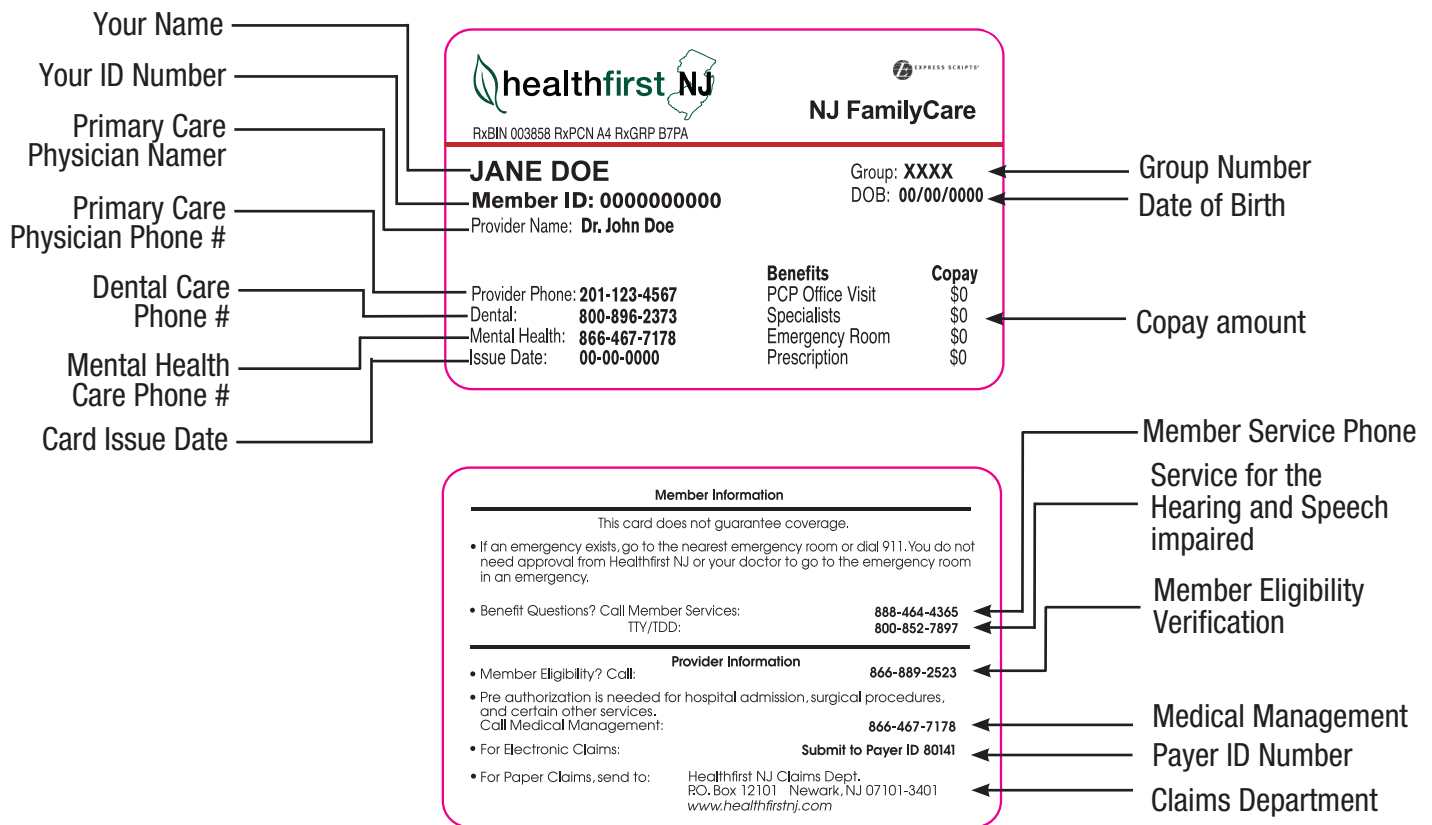 Your Name
Your ID Number
Primary Care
Physician Namer
Primary Care
Physician Phone #
Dental Care
Phone #
Mental Health
Care Phone #
Card Issue Date
healthfirst NJ
EXPRESS SCRIPTS®
NJ FamilyCare
RxBIN 003858 RxPCN A4 RxGRP B7PA
JANE DOE
Member ID: 0000000000
Provider Name: Dr. John Doe
Group: XXXX
DOB: 00/00/0000
Provider Phone: 201-123-4567
Dental: 800-896-2373
Mental Health: 866-467-7178
Issue Date: 00-00-0000
Benefits Copay
PCP Office Visit $0
Specialists $0
Emergency Room $0
Prescription $0
Group Number
Date of Birth
Copay amount
Member Information
This card does not guarantee coverage.
• If an emergency exists, go to the nearest emergency room or dial 911. You do not
need approval from Healthfirst NJ or your doctor to go to the emergency room
in an emergency.
• Benefit Questions? Call Member Services: 888-464-4365
TTY/TDD: 800-852-7897
Provider Information
• Member Eligibility? Call: 866-889-2523
• Pre authorization is needed for hospital admission, surgical procedures,
and certain other services.
Call Medical Management: 866-467-7178
• For Electronic Claims: Submit to Payer ID 80141
• For Paper Claims, send to: Healthfirst NJ Claims Dept.
P.O. Box 12101 Newark, NJ 07101-3401
www.healthfirstnj.com
Member Service Phone
Service for the
Hearing and Speech
impaired
Member Eligibility
Verification
Medical Management
Payer ID Number
Claims Department